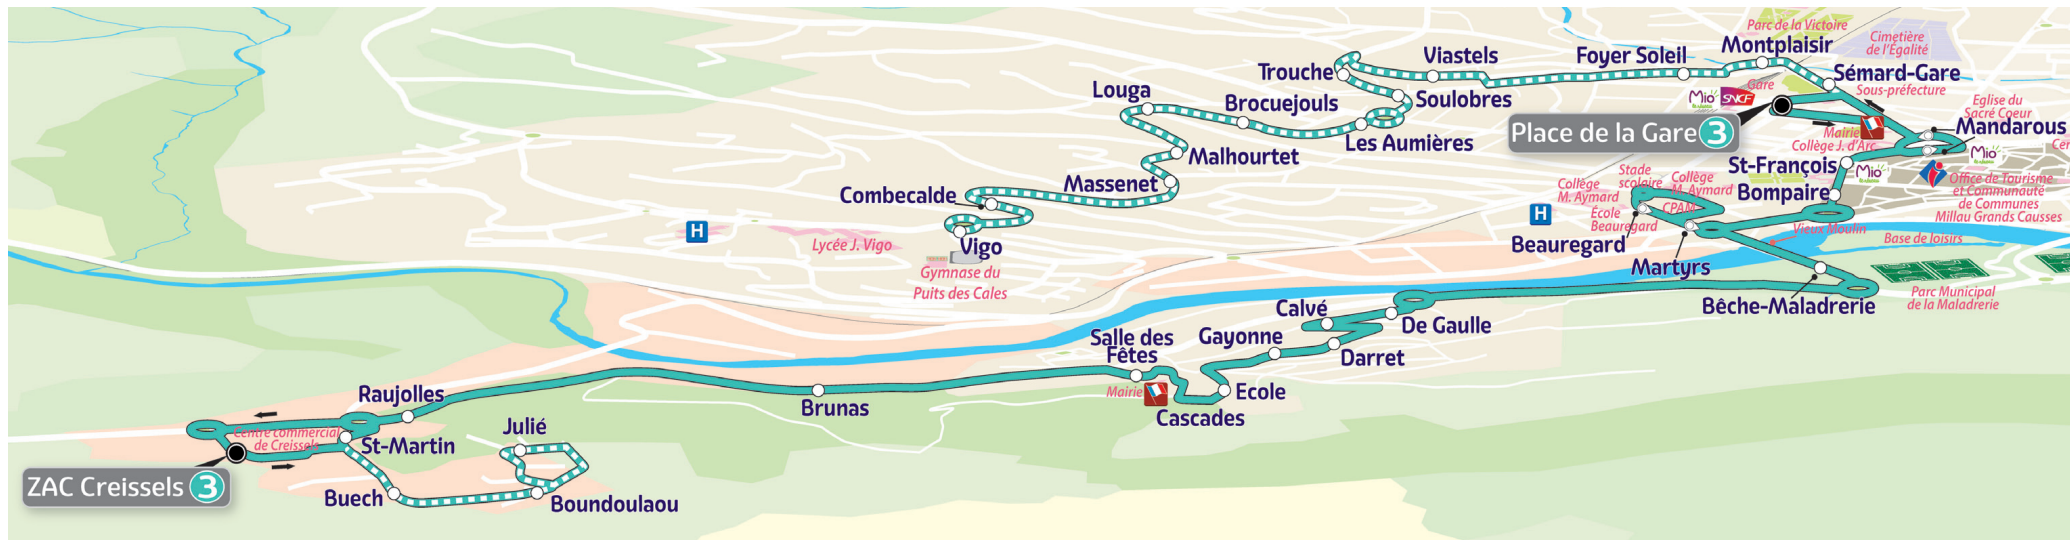 Parc de la Victoire
Cimetière
de l'Égalité
Montplaisir
Viastels
Foyer Soleil
Trouche
Sémard-Gare
Sous-préfecture
Gare
Louga
Brocuejouls
Soulobres
Mio
SNCF
Eglise du
Sacré Coeur
Place de la Gare 3
Mairie
Mandarous
Les Aumières
Collège J. d'Arc
Malhourtet
Mio
St-François
Mio
Stade
scolaire
Collège
M. Aymard
Collège
M. Aymard
Massenet
Combecalde
Bompaire
Office de Tourisme
et Communauté
de Communes
Millau Grands Causses
CPAM
École
Beauregard
H
H
Vieux Moulin
Base de loisirs
Lycée J. Vigo
Vigo
Beauregard
Martyrs
Gymnase du
Puits des Cales
Bêche-Maladrerie
Parc Municipal
de la Maladrerie
Calvé
De Gaulle
Salle des
Fêtes
Gayonne
Darret
Raujolles
Mairie
Ecole
Brunas
Cascades
Centre commercial
de Creissels
St-Martin
Julié
ZAC Creissels 3
Buech
Boundoulaou